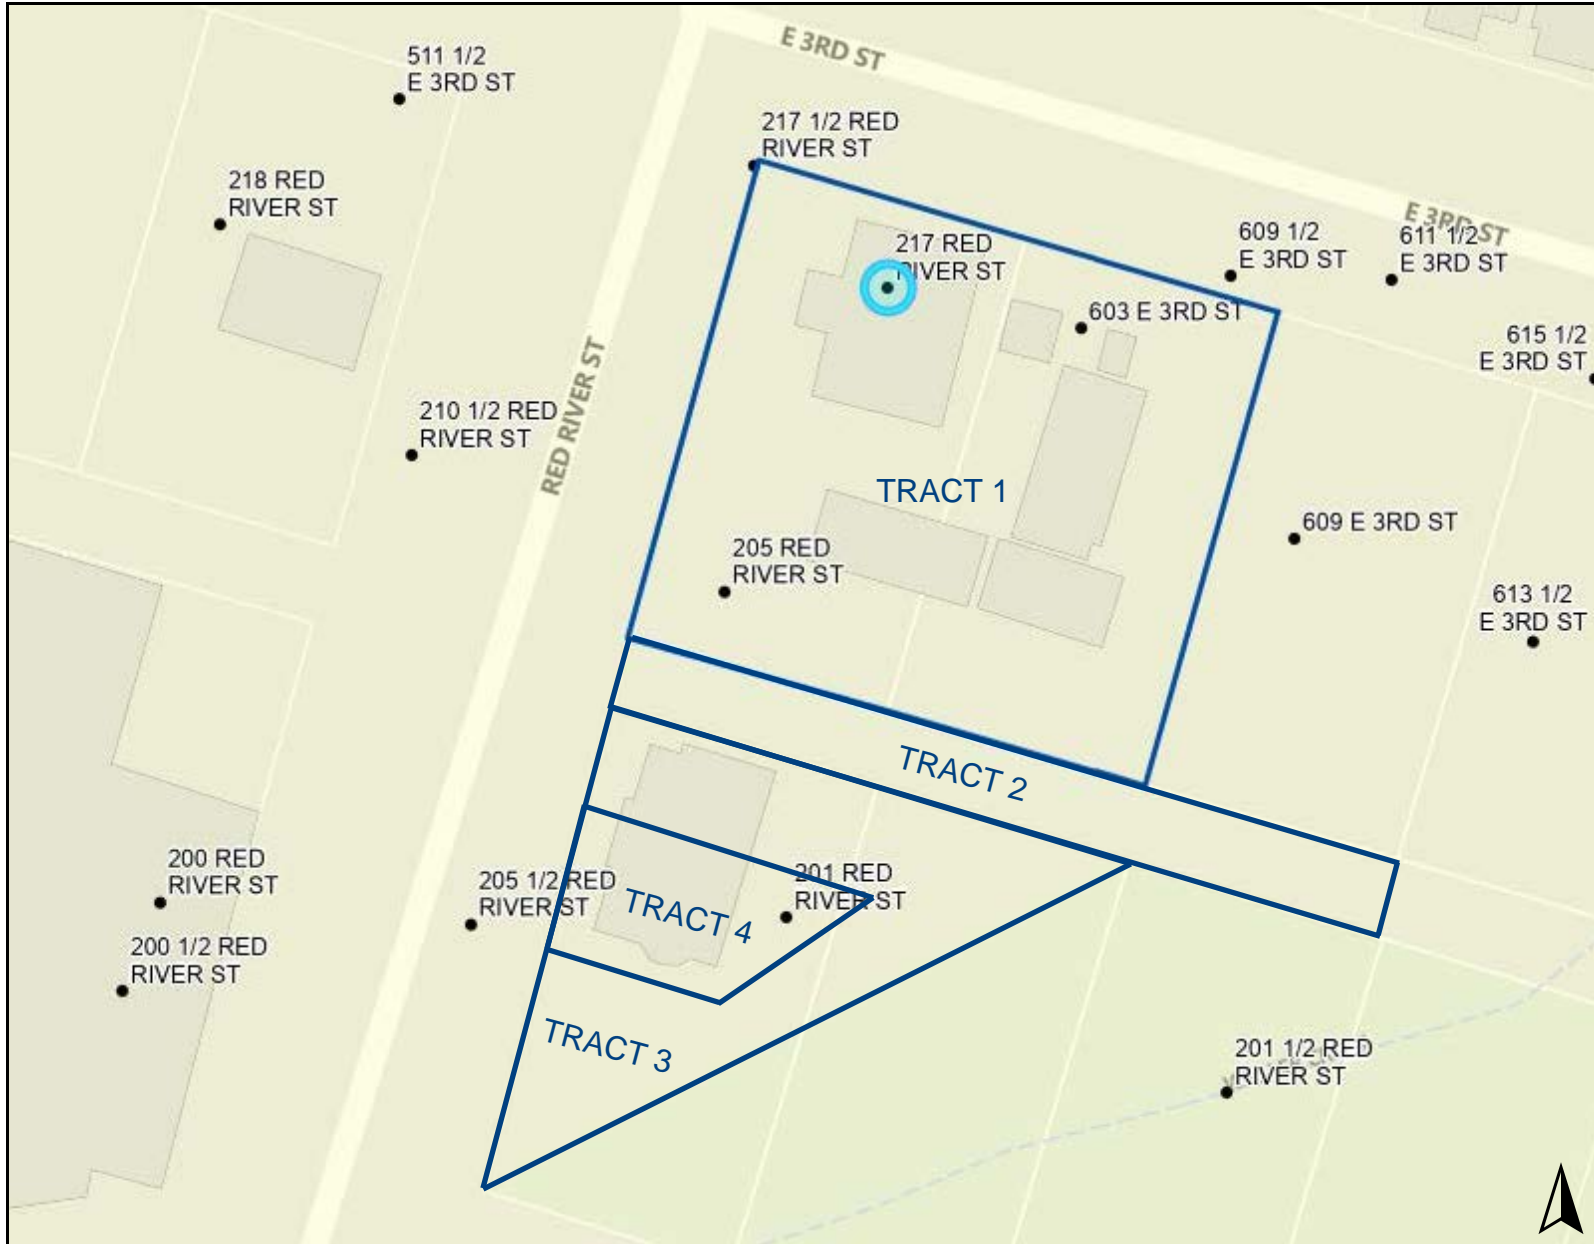 E 3RD ST
511 1/2
E 3RD ST
217 1/2 RED
RIVER ST
218 RED
RIVER ST
E 3RD ST
609 1/2
E 3RD ST
611 1/2
E 3RD ST
217 RED
RIVER ST
603 E 3RD ST
615 1/2
E 3RD ST
RED RIVER ST
210 1/2 RED
RIVER ST
TRACT 1
609 E 3RD ST
205 RED
RIVER ST
613 1/2
E 3RD ST
TRACT 2
200 RED
RIVER ST
205 1/2 RED
RIVER ST
201 RED
RIVER ST
TRACT 4
200 1/2 RED
RIVER ST
TRACT 3
201 1/2 RED
RIVER ST